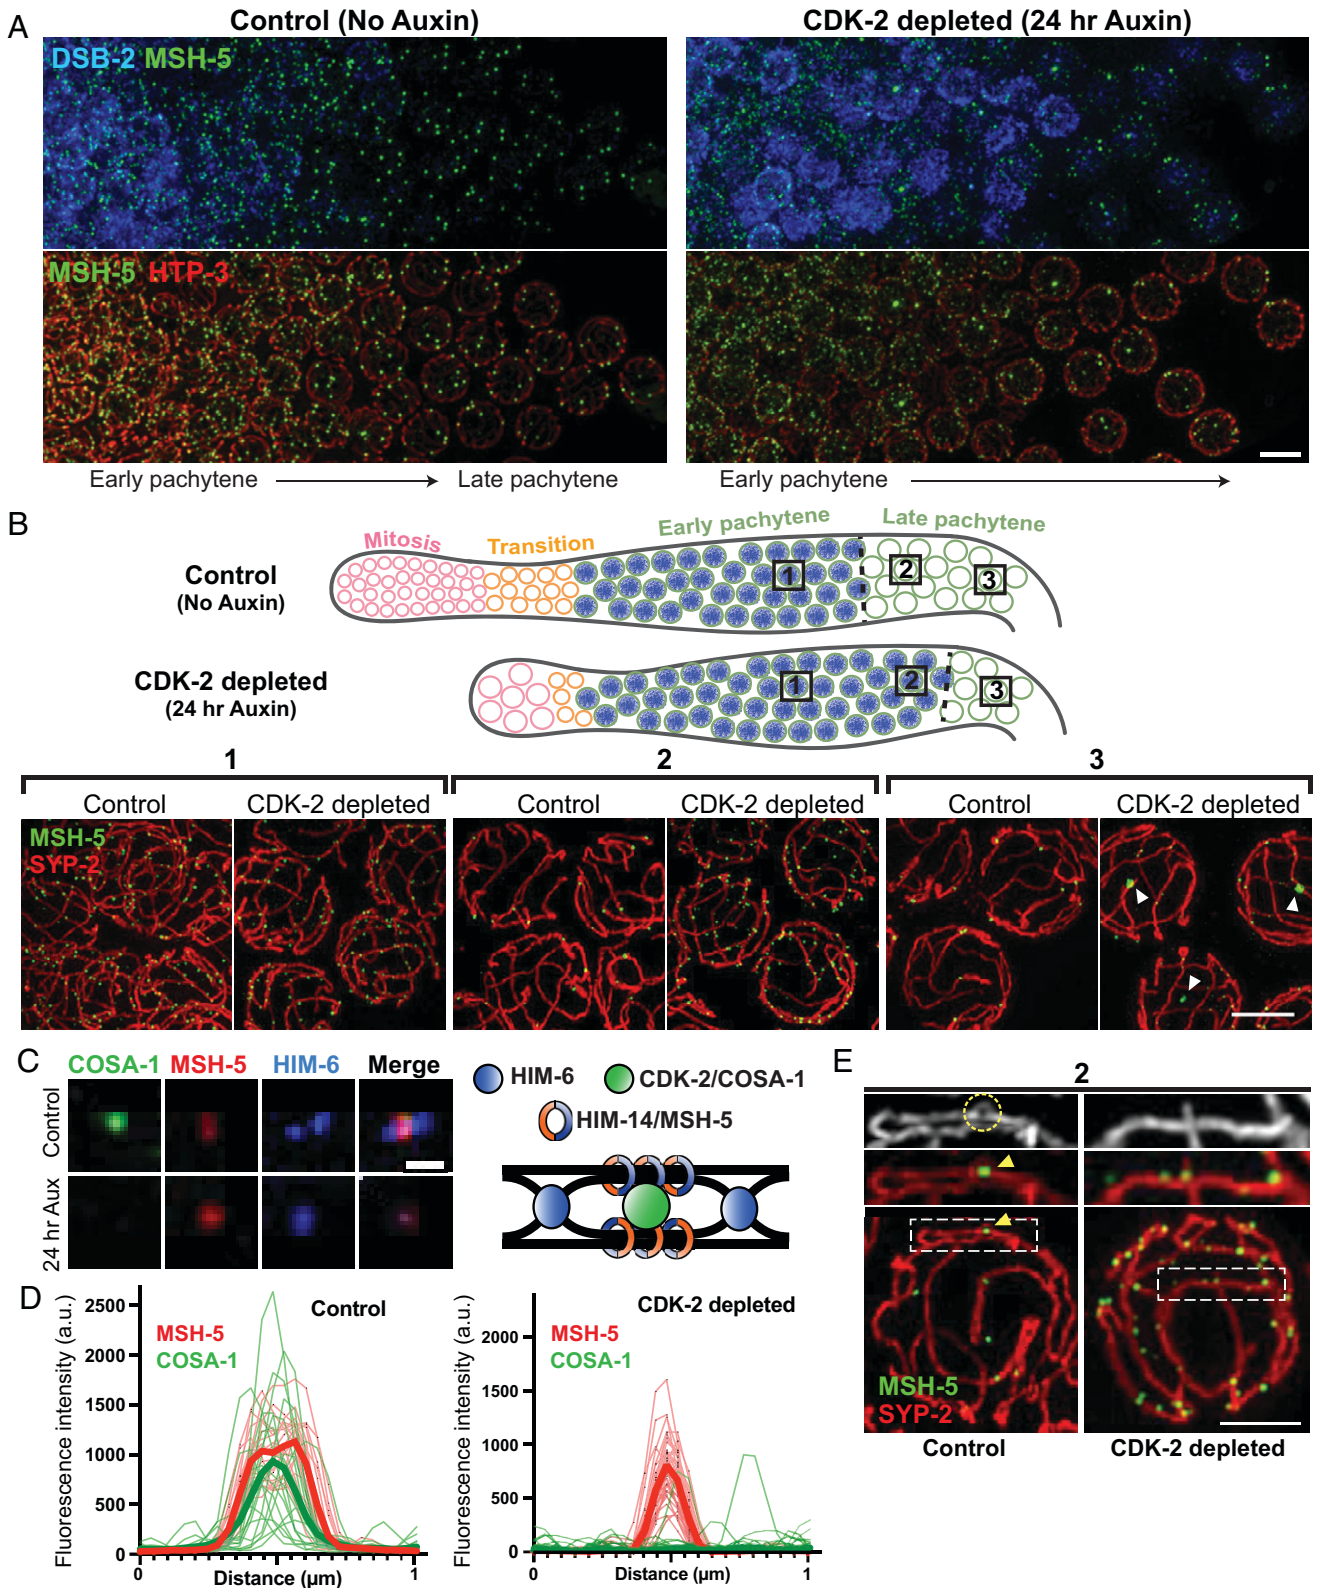 A
Control (No Auxin)
CDK-2 depleted (24 hr Auxin)
DSB-2 MSH-5
MSH-5 HTP-3
Early pachytene
Late pachytene
Early pachytene
B
Mitosis
Transition
Early pachytene
Late pachytene
Control
(No Auxin)
1
2
3
CDK-2 depleted
(24 hr Auxin)
1
2
3
1
2
3
Control
CDK-2 depleted
Control
CDK-2 depleted
Control
CDK-2 depleted
MSH-5
SYP-2
C
COSA-1 MSH-5 HIM-6 Merge
Control
24 hr Aux
HIM-6
CDK-2/COSA-1
HIM-14/MSH-5
D
Control
MSH-5
COSA-1
Fluorescence intensity (a.u.)
2500
2000
1500
1000
500
0
0
1
Distance (µm)
CDK-2 depleted
MSH-5
COSA-1
Fluorescence intensity (a.u.)
2000
1500
1000
500
0
0
1
Distance (µm)
E
2
MSH-5
SYP-2
Control
CDK-2 depleted